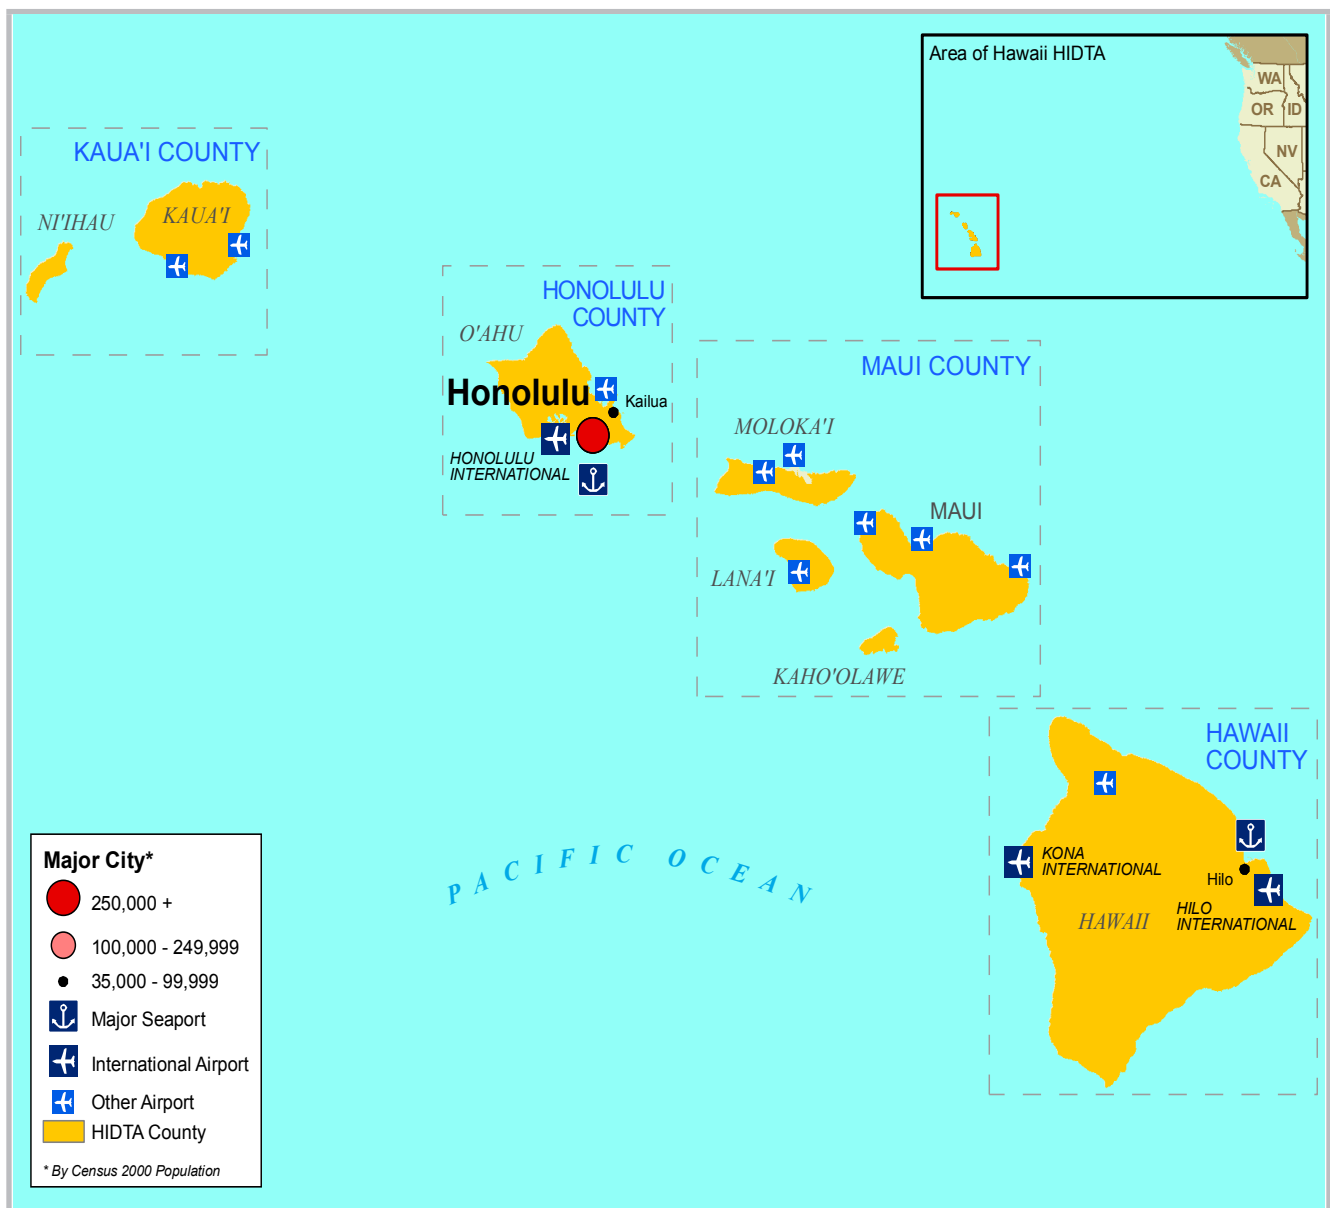 Area of Hawaii HIDTA
WA
OR
ID
NV
CA
KAUA'I COUNTY
NI'IHAU
KAUA'I
HONOLULU
COUNTY
O'AHU
Honolulu
Kailua
HONOLULU
INTERNATIONAL
MAUI COUNTY
MOLOKA'I
MAUI
LANA'I
KAHO'OLAWE
HAWAII
COUNTY
KONA
INTERNATIONAL
Hilo
HAWAII
HILO
INTERNATIONAL
PACIFIC OCEAN
Major City*
250,000 +
100,000 - 249,999
35,000 - 99,999
Major Seaport
International Airport
Other Airport
HIDTA County
* By Census 2000 Population